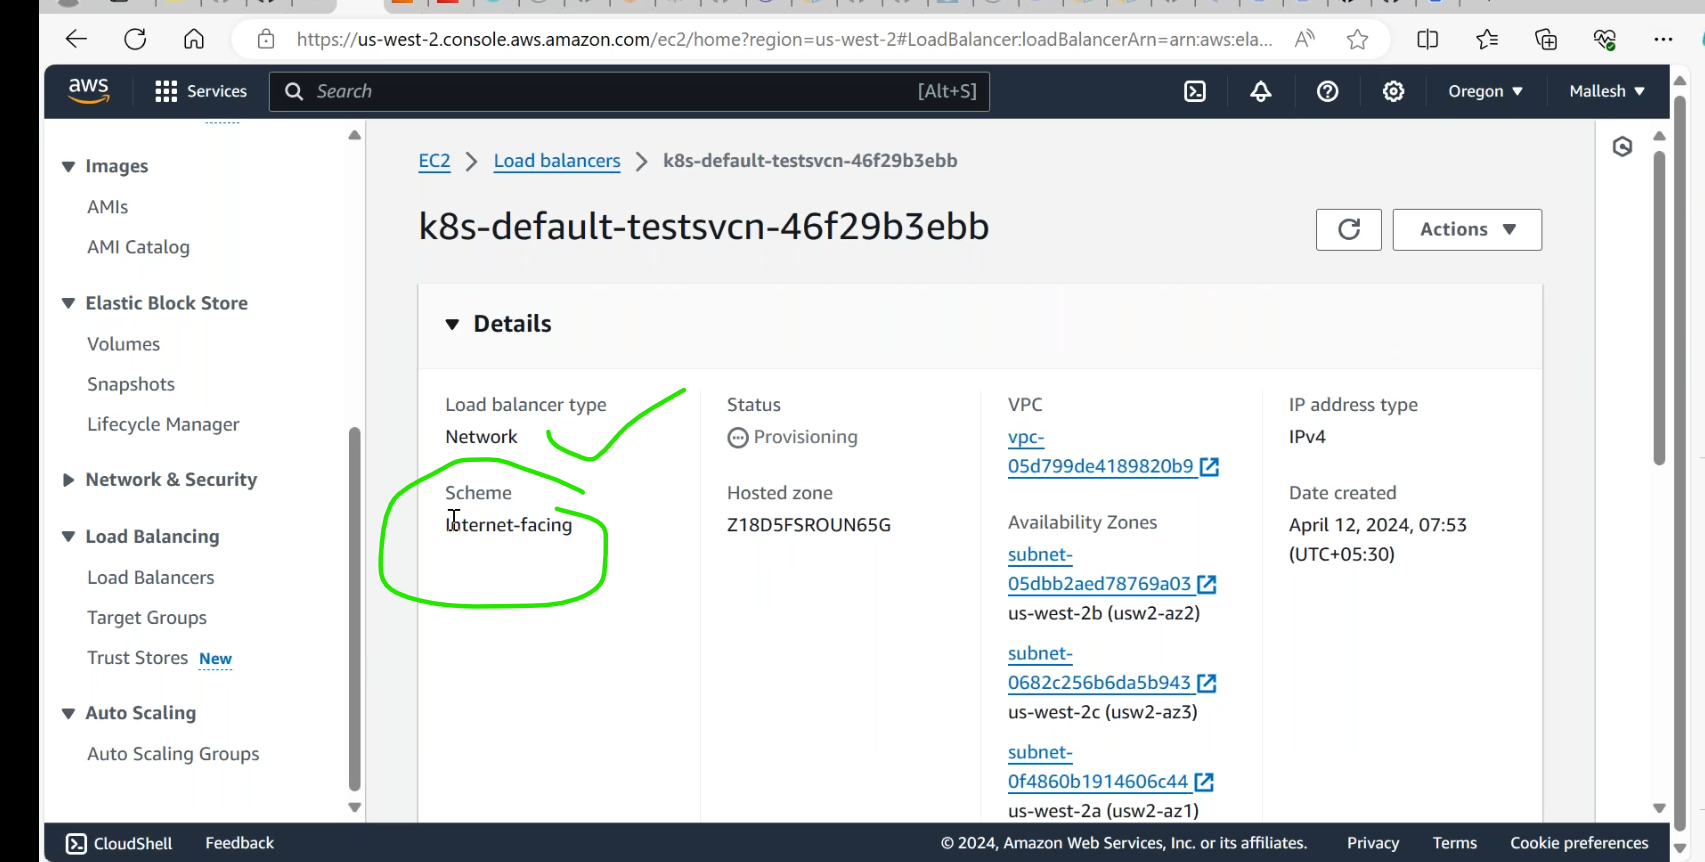 https://us-west-2.console.aws.amazon.com/ec2/home?region=us-west-2#LoadBalancer:loadBalancerArn=arn:aws:ela...
aws
Services
Search
[Alt+S]
Oregon
Mallesh
Images
AMIs
AMI Catalog
Elastic Block Store
Volumes
Snapshots
Lifecycle Manager
Network & Security
Load Balancing
Load Balancers
Target Groups
Trust Stores New
Auto Scaling
Auto Scaling Groups
EC2 > Load balancers > k8s-default-testsvcn-46f29b3ebb
k8s-default-testsvcn-46f29b3ebb
Actions
Details
Load balancer type
Network
Scheme
Internet-facing
Status
Provisioning
Hosted zone
Z18D5FSROUN65G
VPC
vpc-
05d799de4189820b9
Availability Zones
subnet-
05dbb2aed78769a03
us-west-2b (usw2-az2)
subnet-
0682c256b6da5b943
us-west-2c (usw2-az3)
subnet-
0f4860b1914606c44
us-west-2a (usw2-az1)
IP address type
IPv4
Date created
April 12, 2024, 07:53
(UTC+05:30)
CloudShell
Feedback
© 2024, Amazon Web Services, Inc. or its affiliates.
Privacy
Terms
Cookie preferences